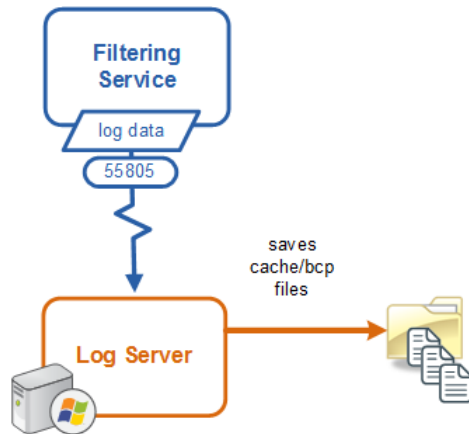 Filtering
Service
log data
55805
saves
cache/bcp
files
Log Server